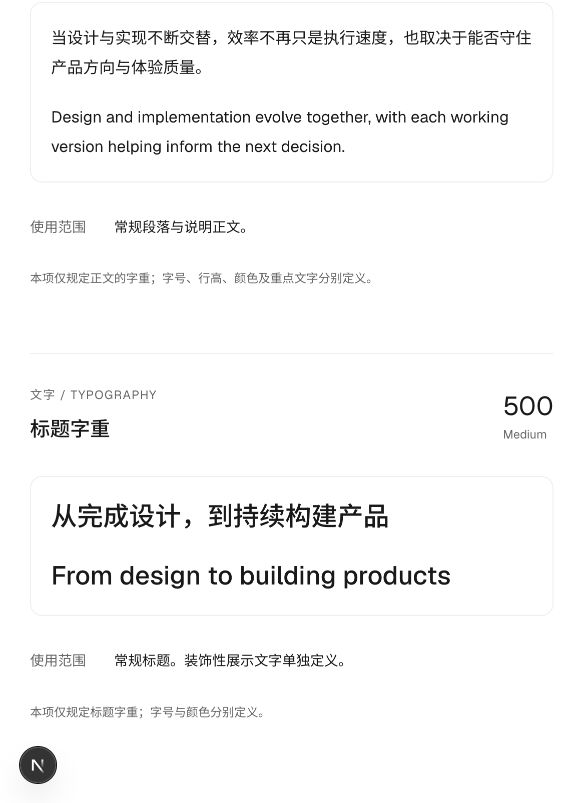 当设计与实现不断交替，效率不再只是执行速度，也取决于能否守住
产品方向与体验质量。
Design and implementation evolve together, with each working
version helping inform the next decision.
使用范围 常规段落与说明正文。
本项仅规定正文的字重；字号、行高、颜色及重点文字分别定义。
文字 / TYPOGRAPHY
500
标题字重
Medium
从完成设计，到持续构建产品
From design to building products
使用范围 常规标题。装饰性展示文字单独定义。
本项仅规定标题字重；字号与颜色分别定义。
N